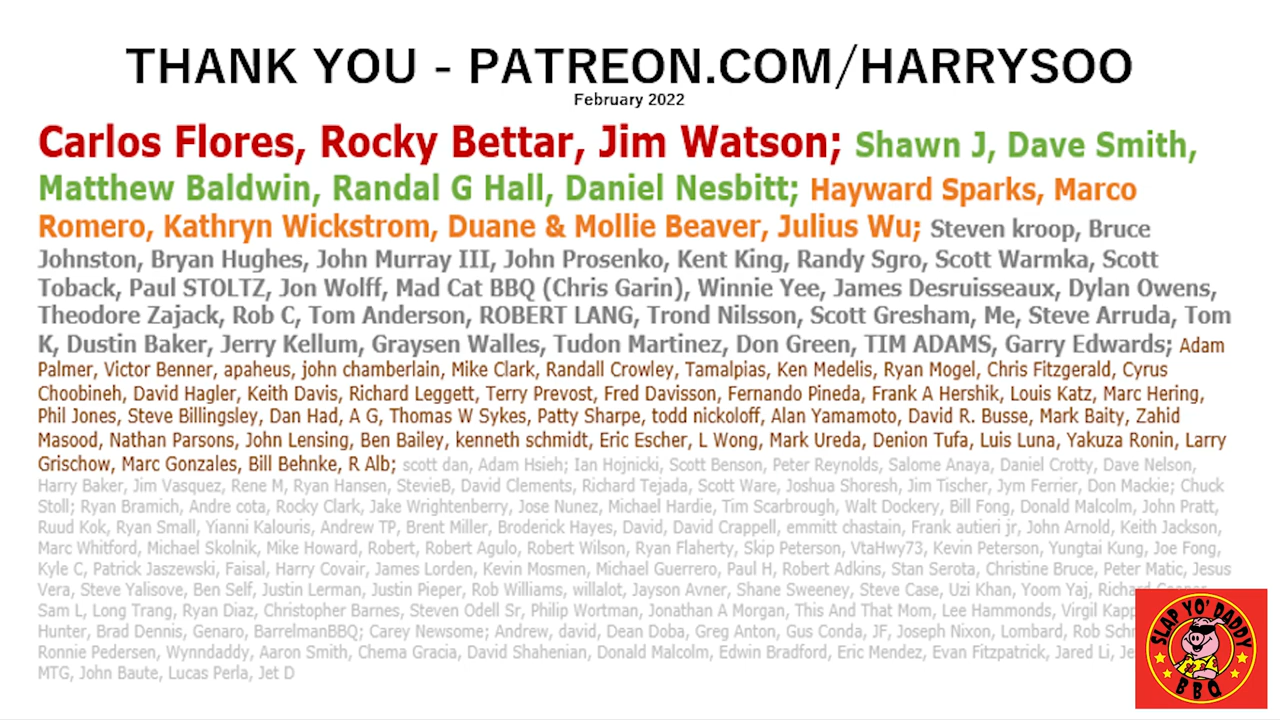 THANK YOU - PATREON.COM/HARRYSOO
February 2022
Carlos Flores, Rocky Bettar, Jim Watson; Shawn J, Dave Smith,
Matthew Baldwin, Randal G Hall, Daniel Nesbitt; Hayward Sparks, Marco
Romero, Kathryn Wickstrom, Duane & Mollie Beaver, Julius Wu; Steven kroop, Bruce
Johnston, Bryan Hughes, John Murray III, John Prosenko, Kent King, Randy Sgro, Scott Warmka, Scott
Toback, Paul STOLTZ, Jon Wolff, Mad Cat BBQ (Chris Garin), Winnie Yee, James Desruisseaux, Dylan Owens,
Theodore Zajack, Rob C, Tom Anderson, ROBERT LANG, Trond Nilsson, Scott Gresham, Me, Steve Arruda, Tom
K, Dustin Baker, Jerry Kellum, Graysen Walles, Tudon Martinez, Don Green, TIM ADAMS, Garry Edwards; Adam
Palmer, Victor Benner, apaheus, john chamberlain, Mike Clark, Randall Crowley, Tamalpias, Ken Medelis, Ryan Mogel, Chris Fitzgerald, Cyrus
Choobineh, David Hagler, Keith Davis, Richard Leggett, Terry Prevost, Fred Davisson, Fernando Pineda, Frank A Hershik, Louis Katz, Marc Hering,
Phil Jones, Steve Billingsley, Dan Had, A G, Thomas W Sykes, Patty Sharpe, todd nickoloff, Alan Yamamoto, David R. Busse, Mark Baity, Zahid
Masood, Nathan Parsons, John Lensing, Ben Bailey, kenneth schmidt, Eric Escher, L Wong, Mark Ureda, Denion Tufa, Luis Luna, Yakuza Ronin, Larry
Grischow, Marc Gonzales, Bill Behnke, R Alb; scott dan, Adam Hsieh; Ian Hojnicki, Scott Benson, Peter Reynolds, Salome Anaya, Daniel Crotty, Dave Nelson,
Harry Baker, Jim Vasquez, Rene M, Ryan Hansen, StevieB, David Clements, Richard Tejada, Scott Ware, Joshua Shoresh, Jim Tischer, Jym Ferrier, Don Mackie; Chuck
Stoll; Ryan Bramich, Andre cota, Rocky Clark, Jake Wrightenberry, Jose Nunez, Michael Hardie, Tim Scarbrough, Walt Dockery, Bill Fong, Donald Malcolm, John Pratt,
Ruud Kok, Ryan Small, Yianni Kalouris, Andrew TP, Brent Miller, Broderick Hayes, David, David Crappell, emmitt chastain, Frank autieri jr, John Arnold, Keith Jackson,
Marc Whitford, Michael Skolnik, Mike Howard, Robert, Robert Agulo, Robert Wilson, Ryan Flaherty, Skip Peterson, VtaHwy73, Kevin Peterson, Yungtai Kung, Joe Fong,
Kyle C, Patrick Jaszewski, Faisal, Harry Covair, James Lorden, Kevin Mosmen, Michael Guerrero, Paul H, Robert Adkins, Stan Serota, Christine Bruce, Peter Matic, Jesus
Vera, Steve Yalisove, Ben Self, Justin Lerman, Justin Pieper, Rob Williams, willalot, Jayson Avner, Shane Sweeney, Steve Case, Uzi Khan, Yoom Yaj,
Sam L, Long Trang, Ryan Diaz, Christopher Barnes, Steven Odell Sr, Philip Wortman, Jonathan A Morgan, This And That Mom, Lee Hammonds, Virgil
Hunter, Brad Dennis, Genaro, BarrelmanBBQ; Carey Newsome; Andrew, david, Dean Doba, Greg Anton, Gus Conda, JF, Joseph Nixon, Lombard, Rob
Ronnie Pedersen, Wynndaddy, Aaron Smith, Chema Gracia, David Shahinian, Donald Malcolm, Edwin Bradford, Eric Mendez, Evan Fitzpatrick, Jared Li,
MTG, John Baute, Lucas Perla, Jet D
SLAP YO' DADDY
BBQ